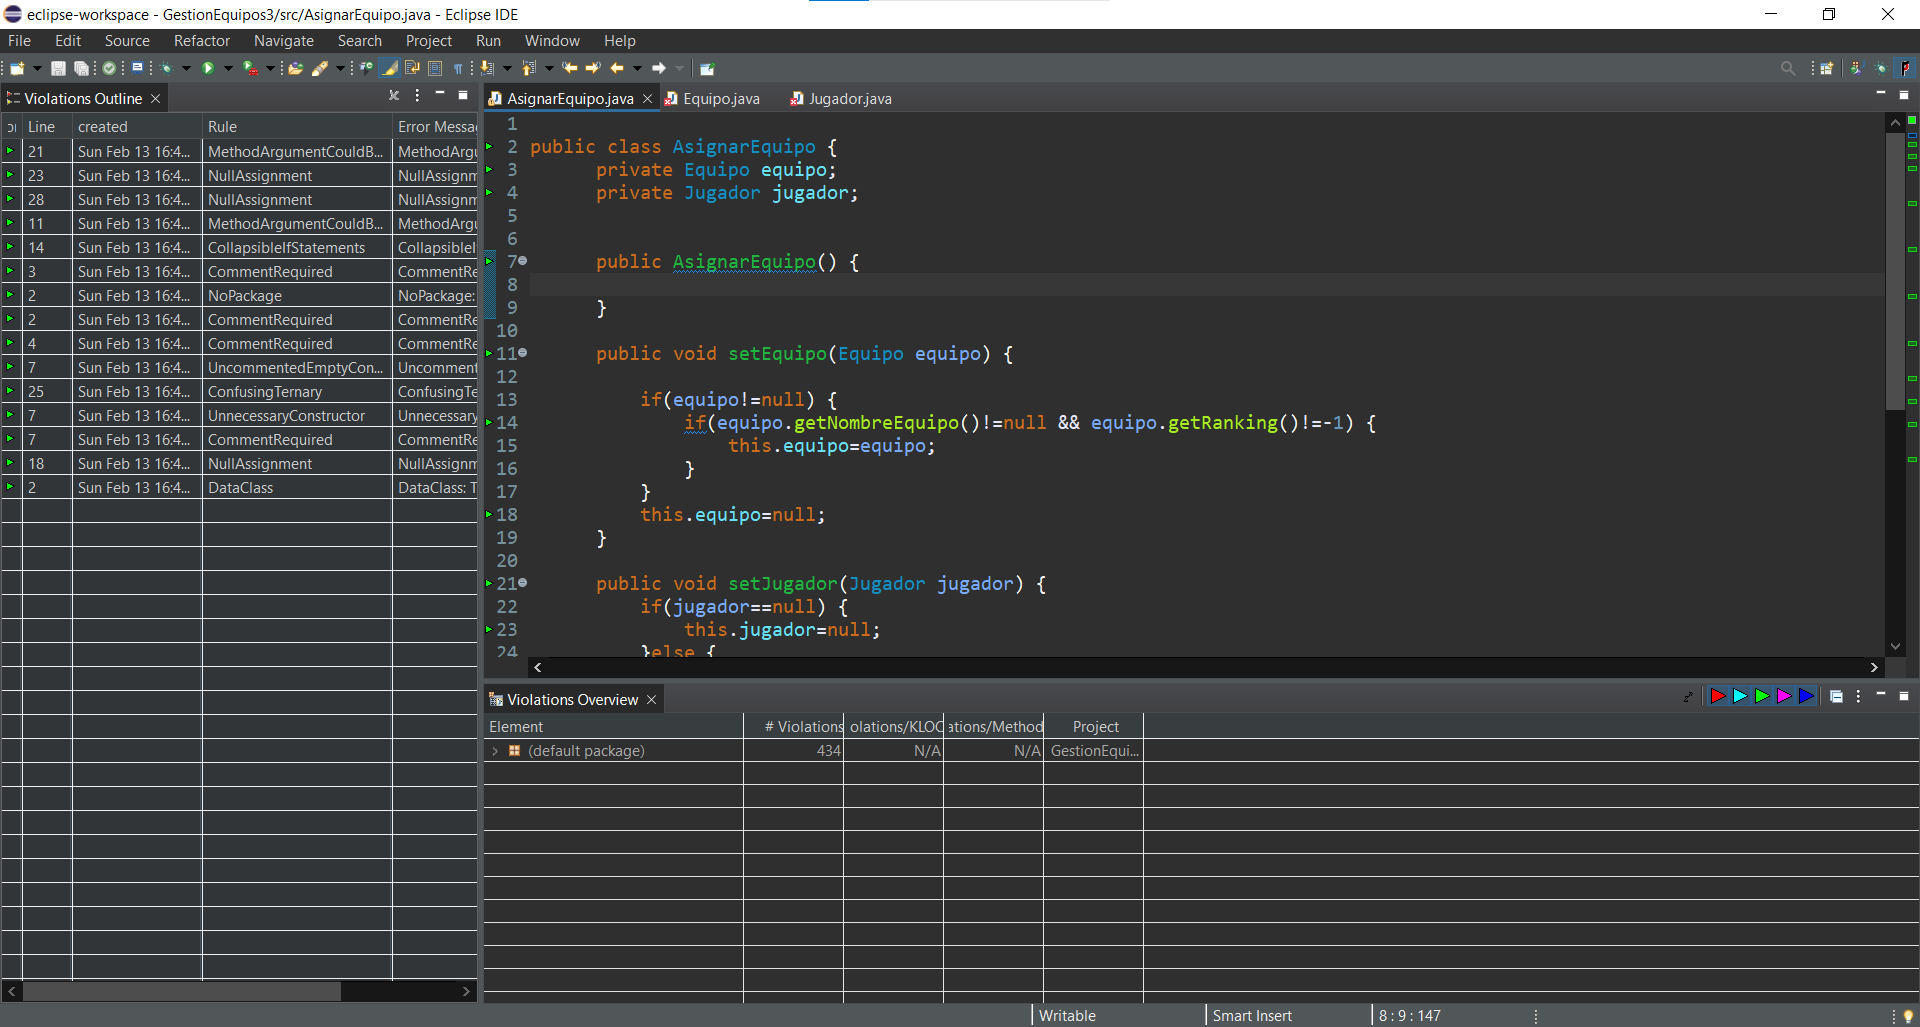 eclipse-workspace - GestionEquipos3/src/AsignarEquipo.java - Eclipse IDE
File Edit Source Refactor Navigate Search Project Run Window Help
Violations Outline
Line created Rule Error Messa
21 Sun Feb 13 16:4... MethodArgumentCouldB... MethodArgu
23 Sun Feb 13 16:4... NullAssignment NullAssignm
28 Sun Feb 13 16:4... NullAssignment NullAssignm
11 Sun Feb 13 16:4... MethodArgumentCouldB... MethodArgu
14 Sun Feb 13 16:4... CollapsibleIfStatements CollapsibleI
3 Sun Feb 13 16:4... CommentRequired CommentRe
2 Sun Feb 13 16:4... NoPackage NoPackage:
2 Sun Feb 13 16:4... CommentRequired CommentRe
4 Sun Feb 13 16:4... CommentRequired CommentRe
7 Sun Feb 13 16:4... UncommentedEmptyCon... Uncomment
25 Sun Feb 13 16:4... ConfusingTernary ConfusingTe
7 Sun Feb 13 16:4... UnnecessaryConstructor Unnecessary
7 Sun Feb 13 16:4... CommentRequired CommentRe
18 Sun Feb 13 16:4... NullAssignment NullAssignm
2 Sun Feb 13 16:4... DataClass DataClass: T
AsignarEquipo.java Equipo.java Jugador.java
1
2 public class AsignarEquipo {
3 private Equipo equipo;
4 private Jugador jugador;
5
6
7 public AsignarEquipo() {
8
9 }
10
11 public void setEquipo(Equipo equipo) {
12
13 if(equipo!=null) {
14 if(equipo.getNombreEquipo()!=null && equipo.getRanking()!=-1) {
15 this.equipo=equipo;
16 }
17 }
18 this.equipo=null;
19 }
20
21 public void setJugador(Jugador jugador) {
22 if(jugador==null) {
23 this.jugador=null;
24 }else {
Violations Overview
Element # Violations olations/KLOC ations/Method Project
(default package) 434 N/A N/A GestionEqui...
Writable Smart Insert 8 : 9 : 147